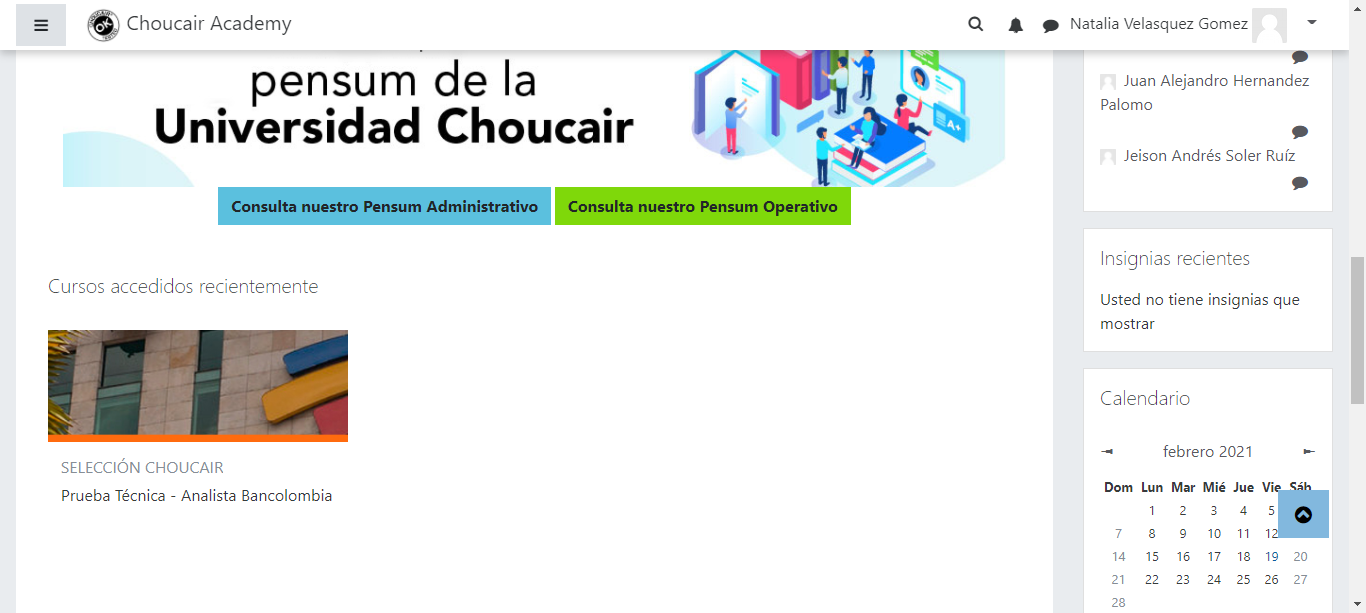 Choucair Academy
Natalia Velasquez Gomez
pensum de la
Universidad Choucair
A+
Consulta nuestro Pensum Administrativo
Consulta nuestro Pensum Operativo
Cursos accedidos recientemente
SELECCIÓN CHOUCAIR
Prueba Técnica - Analista Bancolombia
Juan Alejandro Hernandez
Palomo
Jeison Andrés Soler Ruíz
Insignias recientes
Usted no tiene insignias que
mostrar
Calendario
febrero 2021
Dom Lun Mar Mié Jue Vie Sáb
1 2 3 4 5
7 8 9 10 11 12
14 15 16 17 18 19 20
21 22 23 24 25 26 27
28